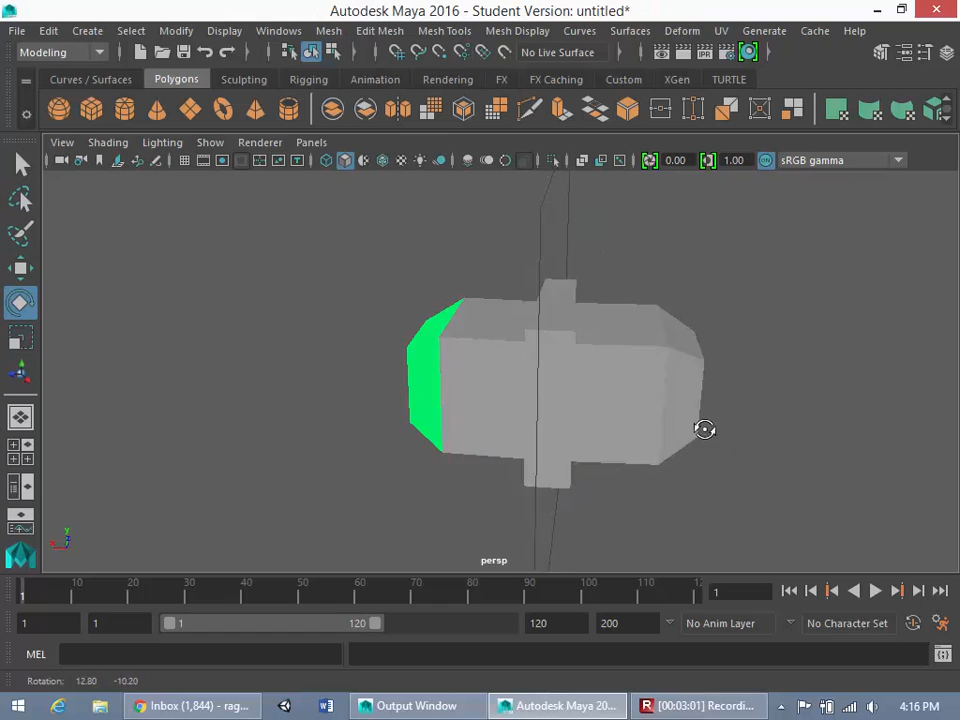 Autodesk Maya 2016 - Student Version: untitled*
File Edit Create Select Modify Display Windows Mesh Edit Mesh Mesh Tools Mesh Display Curves Surfaces Deform UV Generate Cache Help
Modeling No Live Surface
Curves / Surfaces Polygons Sculpting Rigging Animation Rendering FX FX Caching Custom XGen TURTLE
View Shading Lighting Show Renderer Panels
0.00 1.00 ON sRGB gamma
y
persp
1 10 20 30 40 50 60 70 80 90 100 110 12 1
1 1 1 120 120 200 No Anim Layer No Character Set
MEL
Rotation: 12.80 -10.20
Inbox (1,844) - rag... Output Window Autodesk Maya 20... [00:03:01] Recordi... 4:16 PM